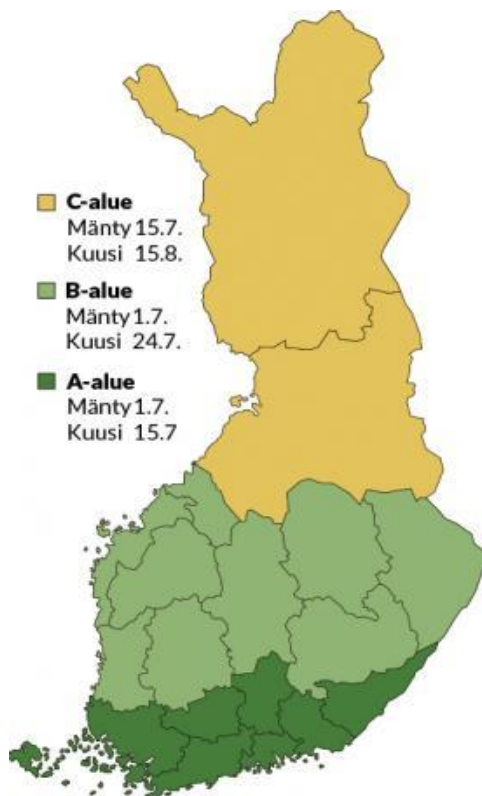 C-alue
Mänty 15.7.
Kuusi 15.8.
B-alue
Mänty 1.7.
Kuusi 24.7.
A-alue
Mänty 1.7.
Kuusi 15.7